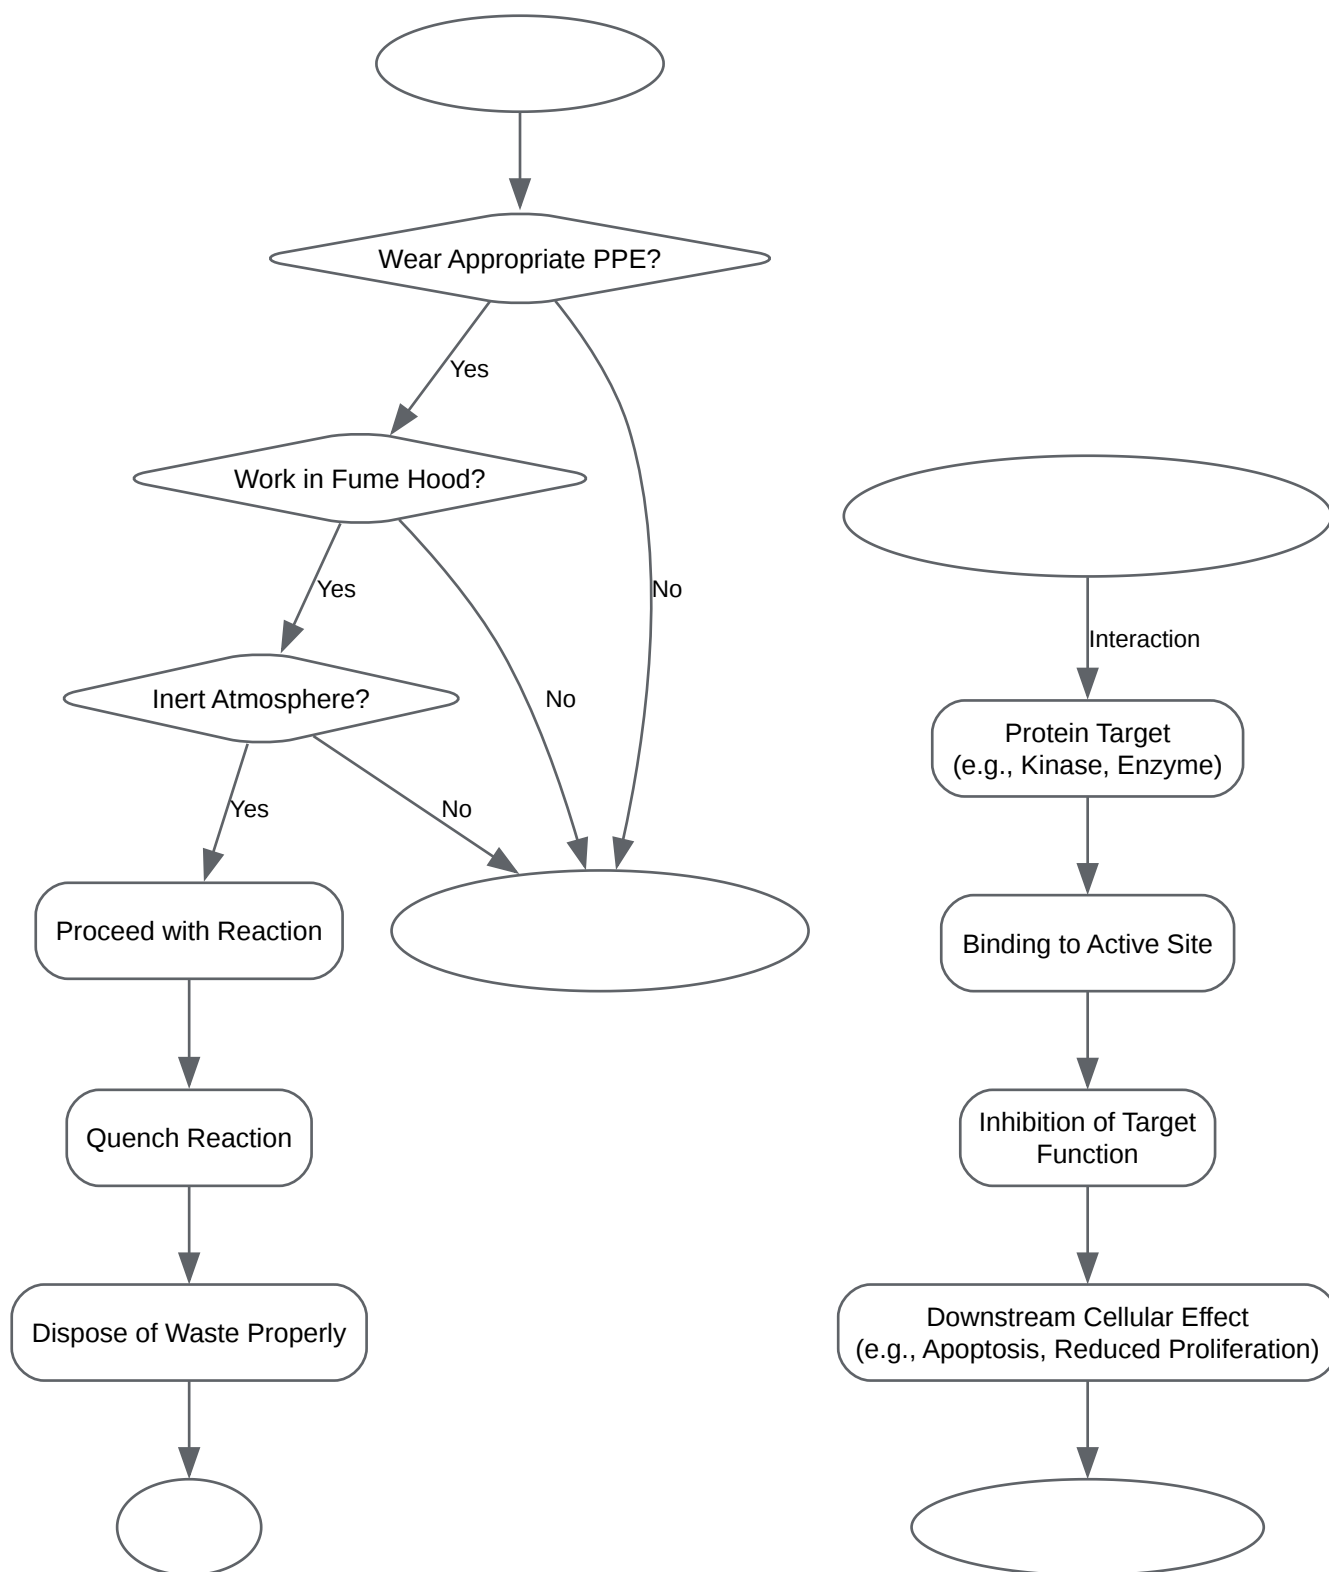 Wear Appropriate PPE?
Yes
Work in Fume Hood?
Yes
No
No
Inert Atmosphere?
Yes
No
Proceed with Reaction
Quench Reaction
Dispose of Waste Properly
Interaction
Protein Target
(e.g., Kinase, Enzyme)
Binding to Active Site
Inhibition of Target
Function
Downstream Cellular Effect
(e.g., Apoptosis, Reduced Proliferation)